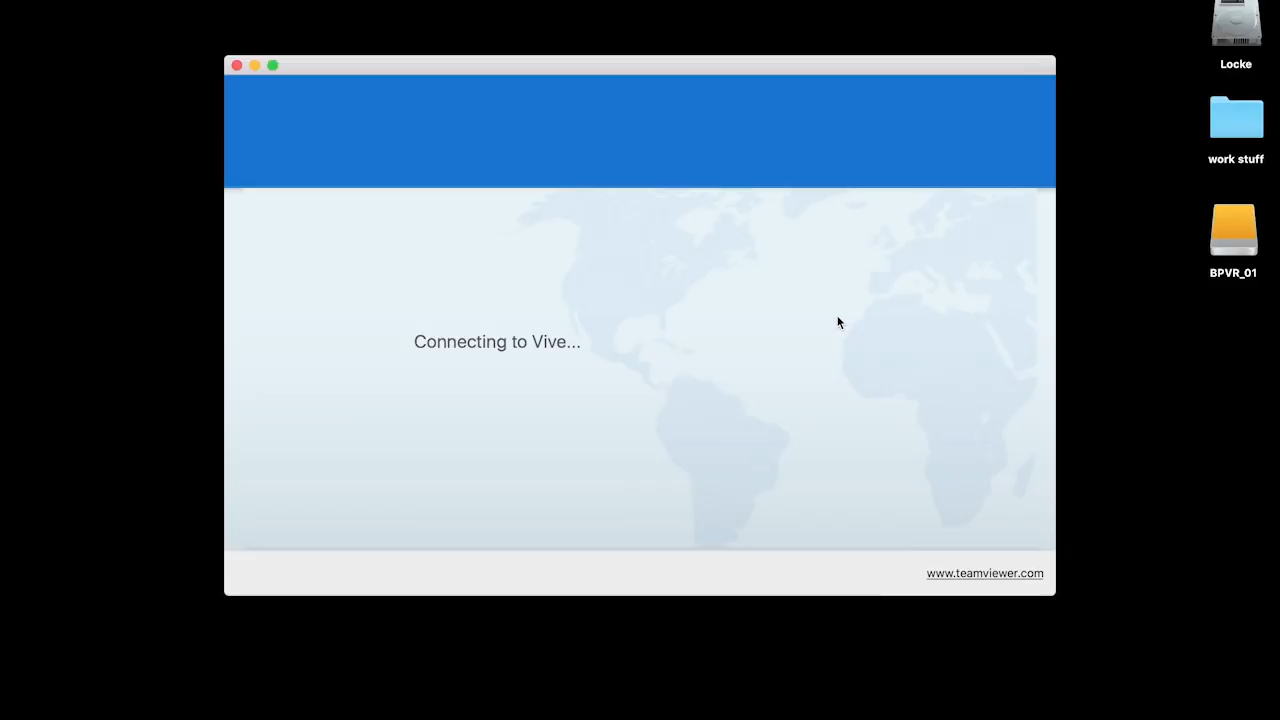 Locke
work stuff
BPVR_01
Connecting to Vive...
www.teamviewer.com